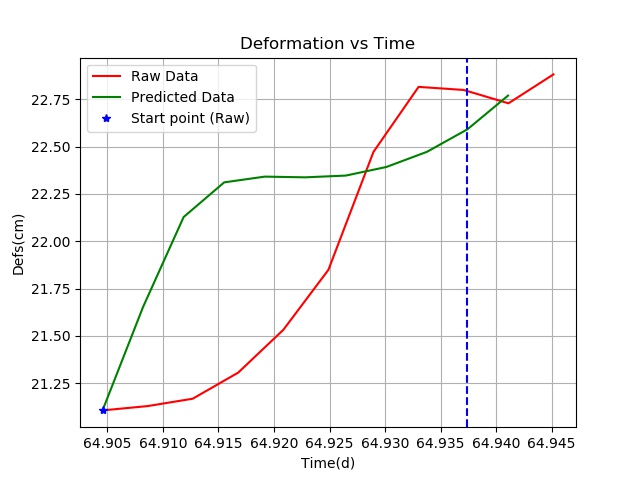 Deformation vs Time
Raw Data
Predicted Data
Start point (Raw)
Defs(cm)
22.75
22.50
22.25
22.00
21.75
21.50
21.25
64.905 64.910 64.915 64.920 64.925 64.930 64.935 64.940 64.945
Time(d)